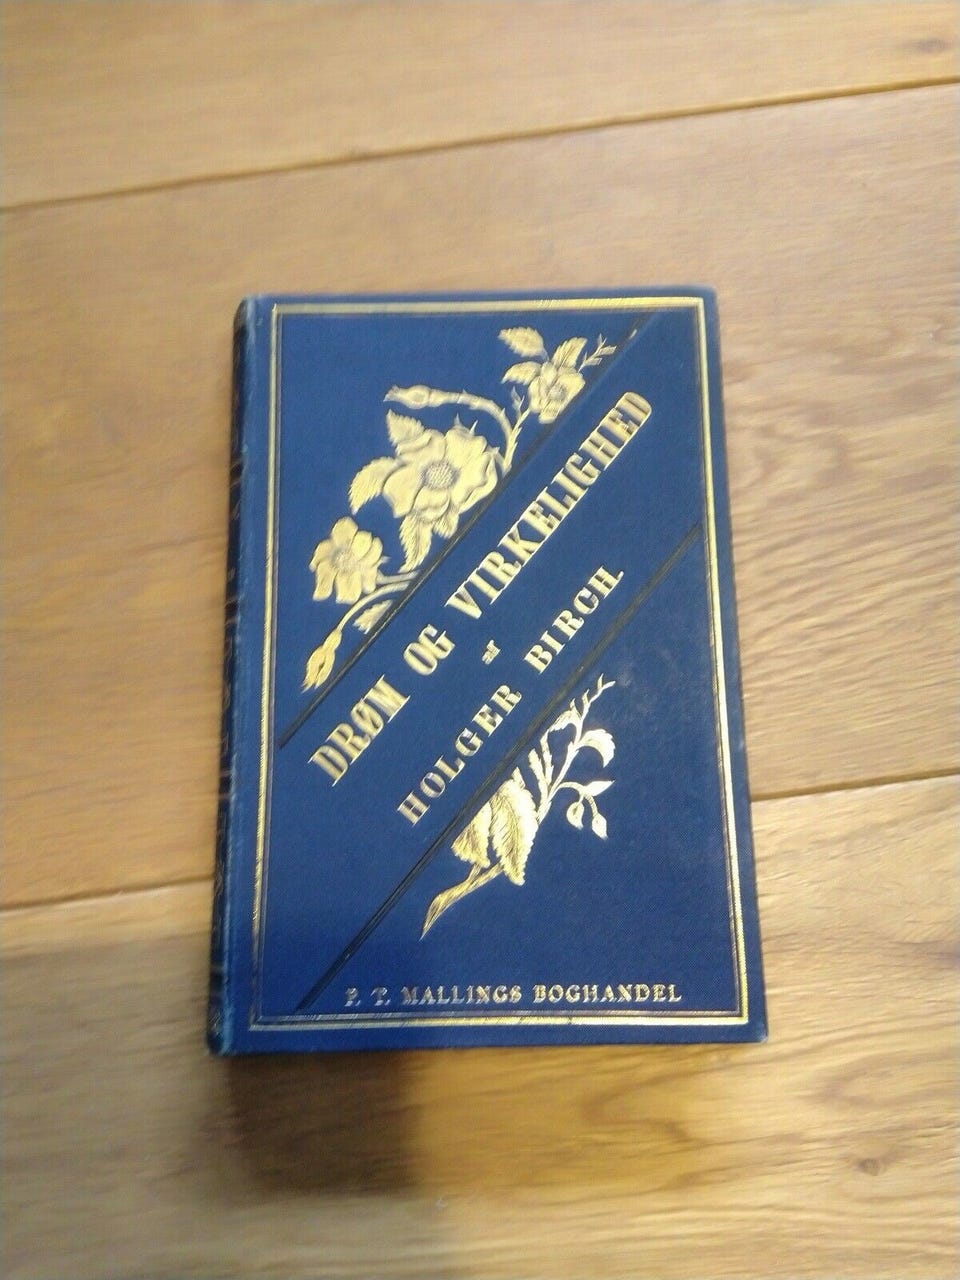 DRØM OG VIRKELIGHED
af
HOLGER BIRCH.
P. T. MALLINGS BOGHANDEL